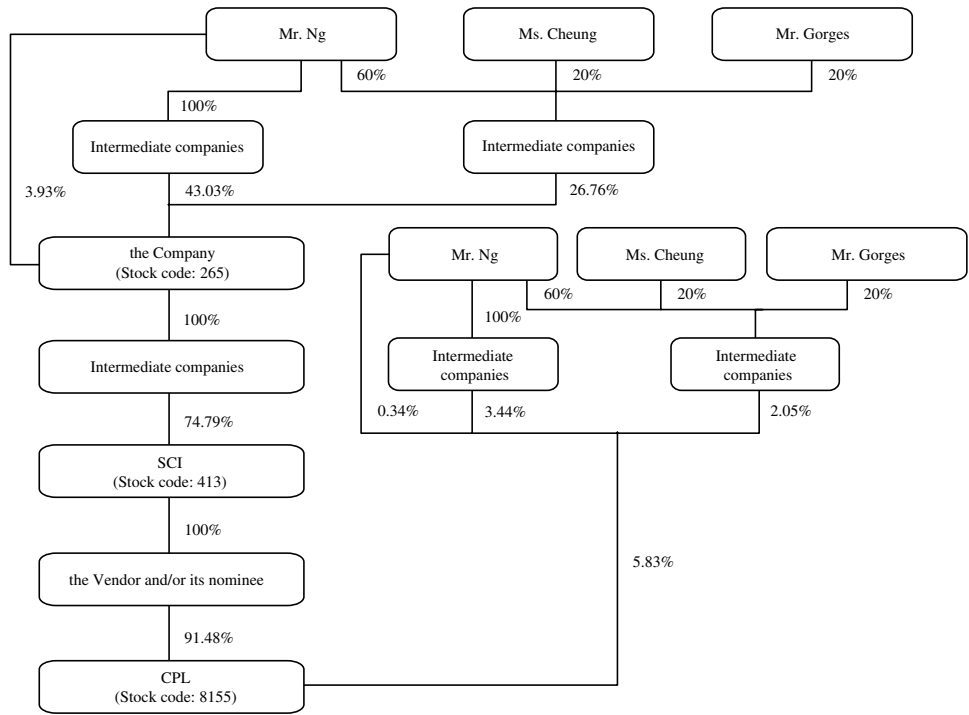 Mr. Ng
Ms. Cheung
Mr. Gorges
60%
20%
20%
100%
Intermediate companies
Intermediate companies
3.93%
43.03%
26.76%
the Company
(Stock code: 265)
Mr. Ng
Ms. Cheung
Mr. Gorges
60%
20%
20%
100%
100%
Intermediate companies
Intermediate
companies
Intermediate
companies
0.34%
3.44%
2.05%
74.79%
SCI
(Stock code: 413)
100%
5.83%
the Vendor and/or its nominee
91.48%
CPL
(Stock code: 8155)